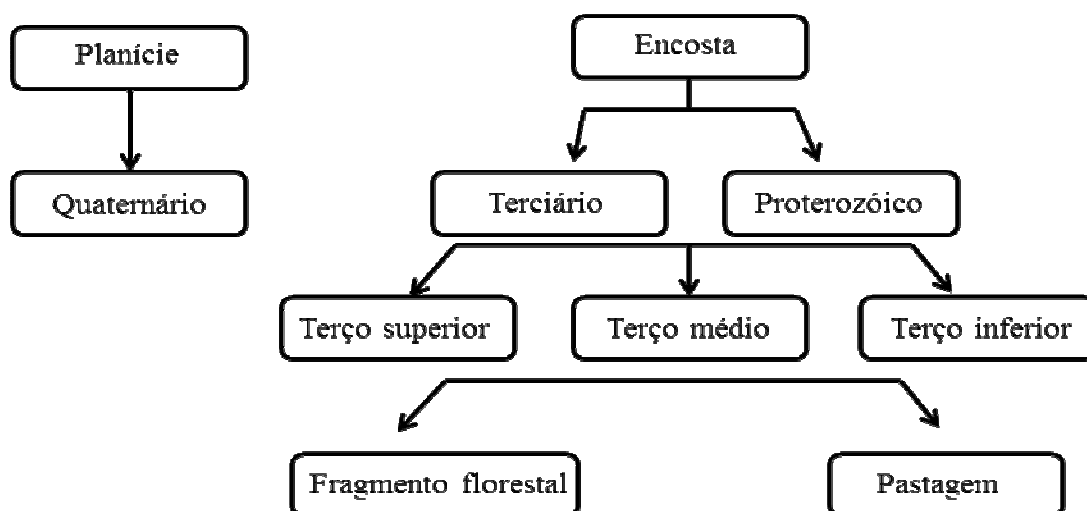 Planície
Encosta
Quaternário
Terciário
Proterozóico
Terço superior
Terço médio
Terço inferior
Fragmento florestal
Pastagem